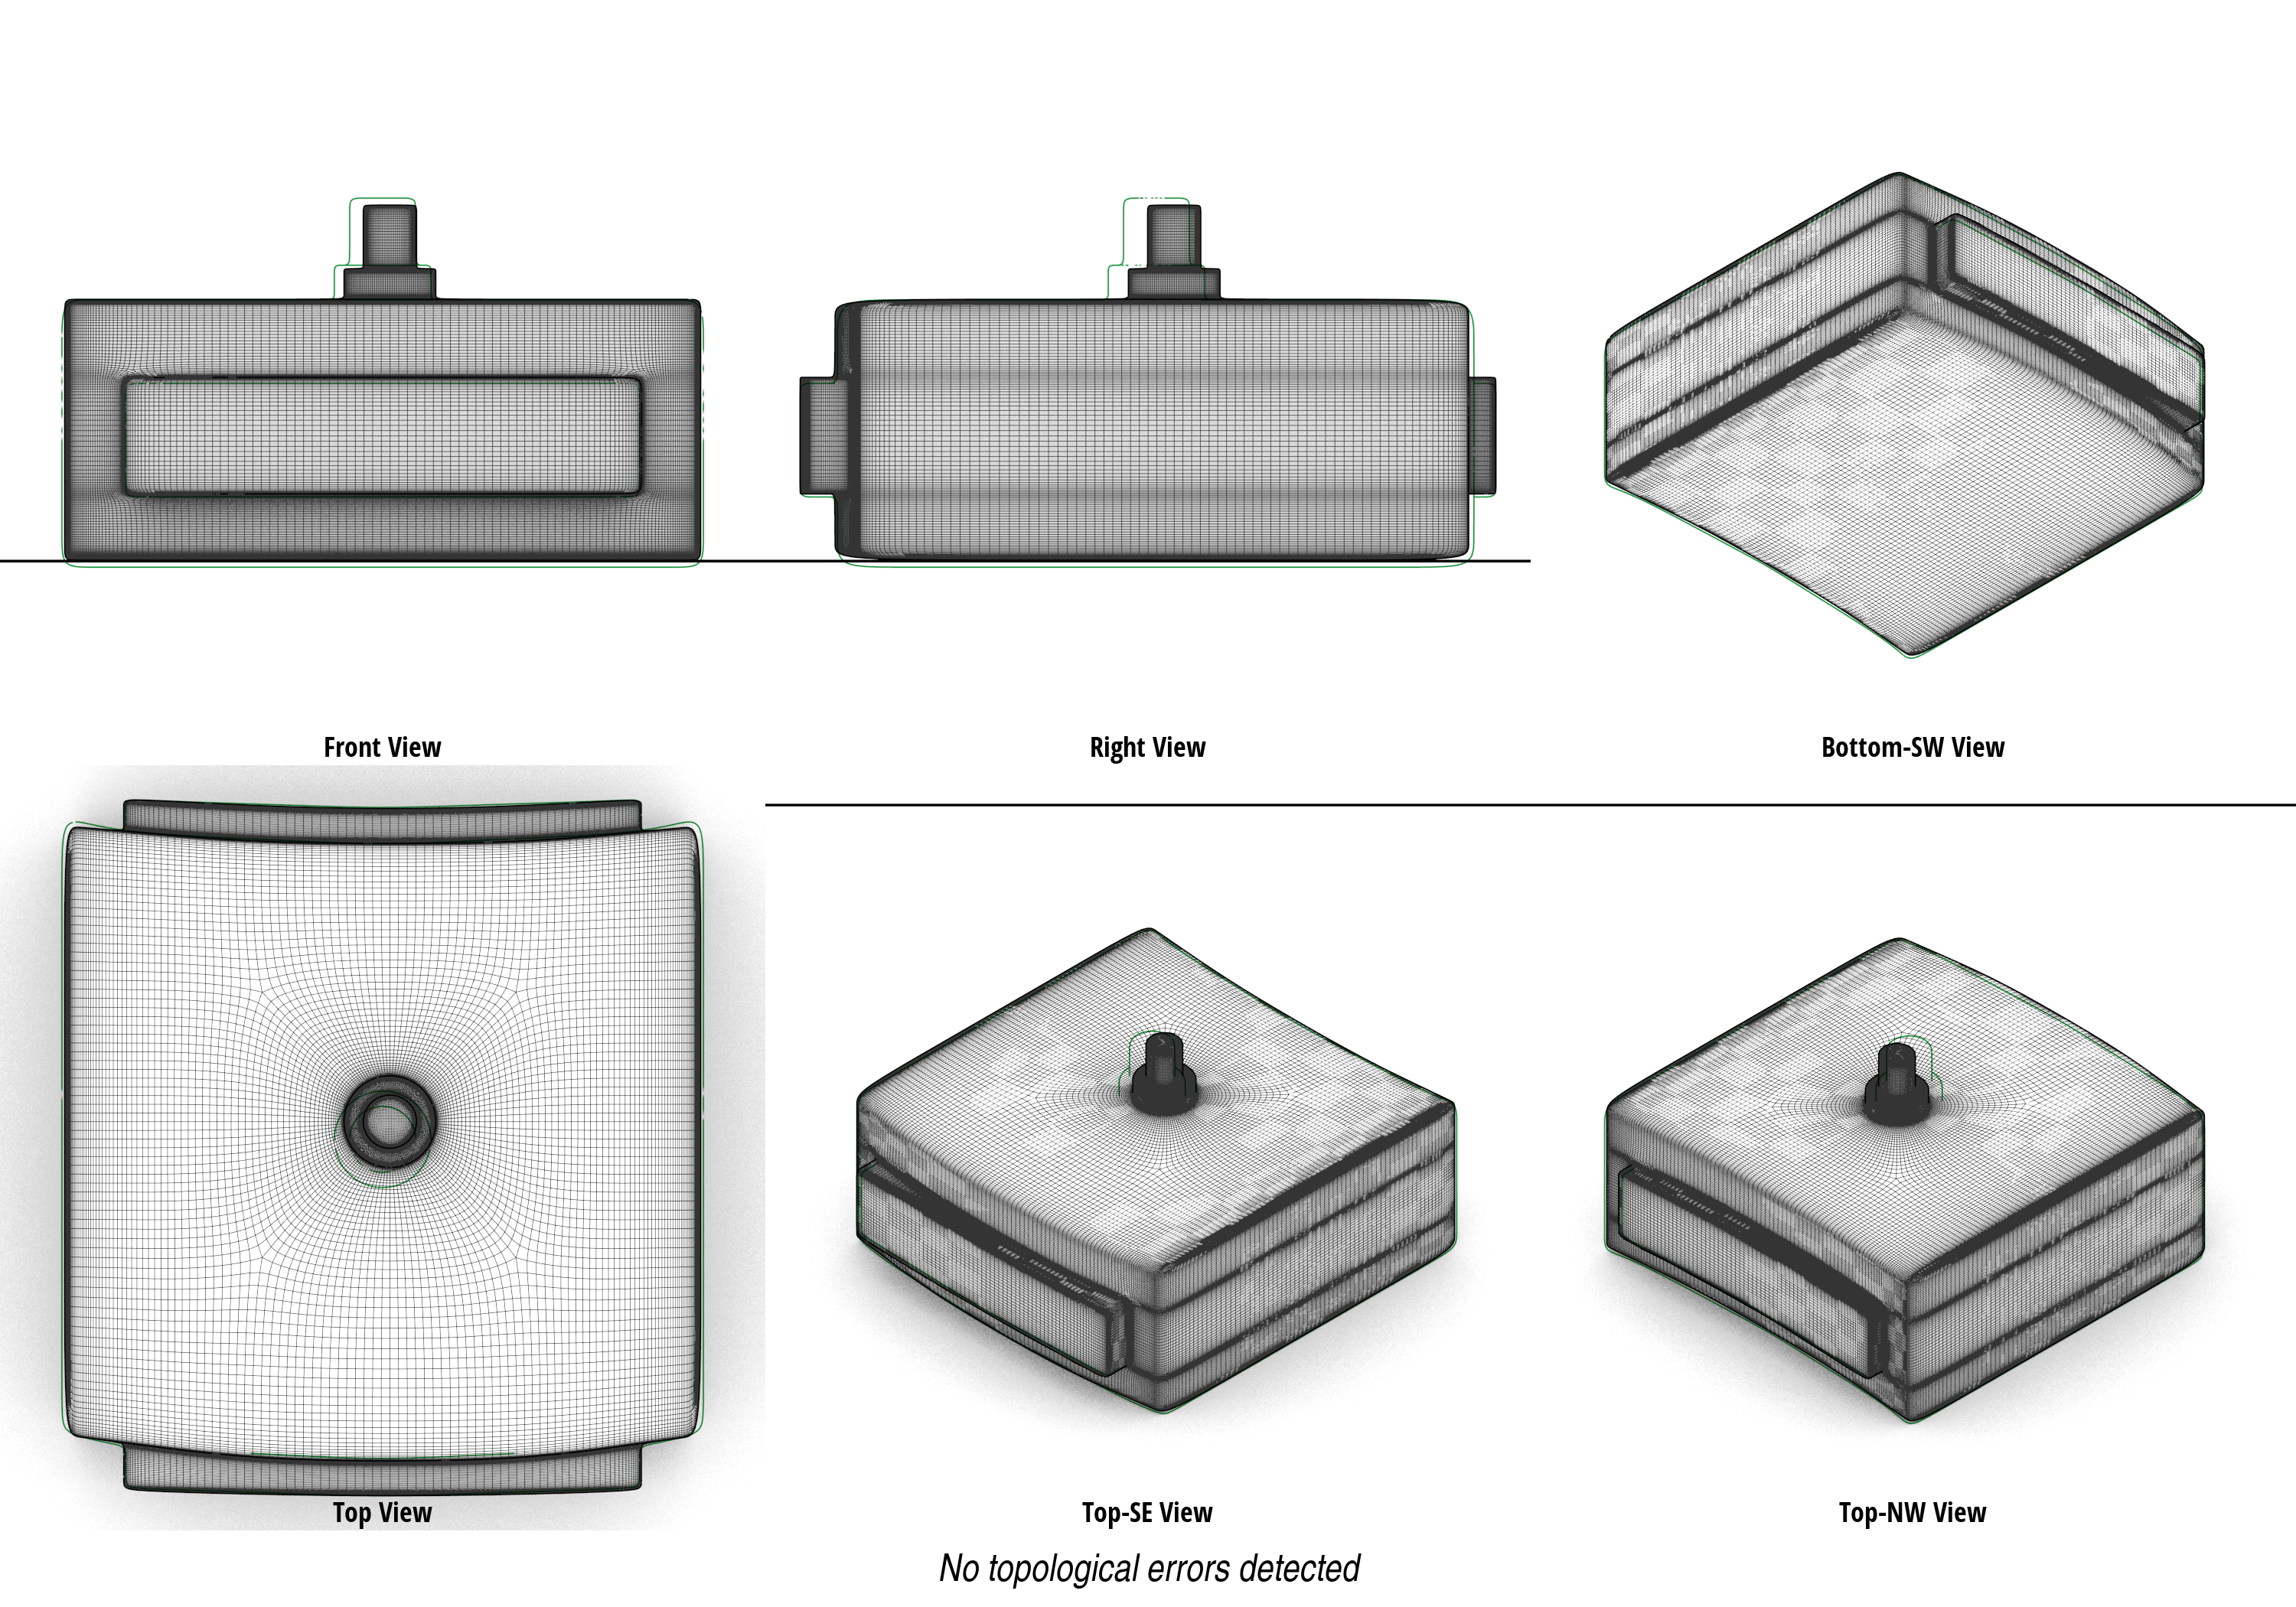 Front View
Right View
Bottom-SW View
Top View
Top-SE View
Top-NW View
No topological errors detected